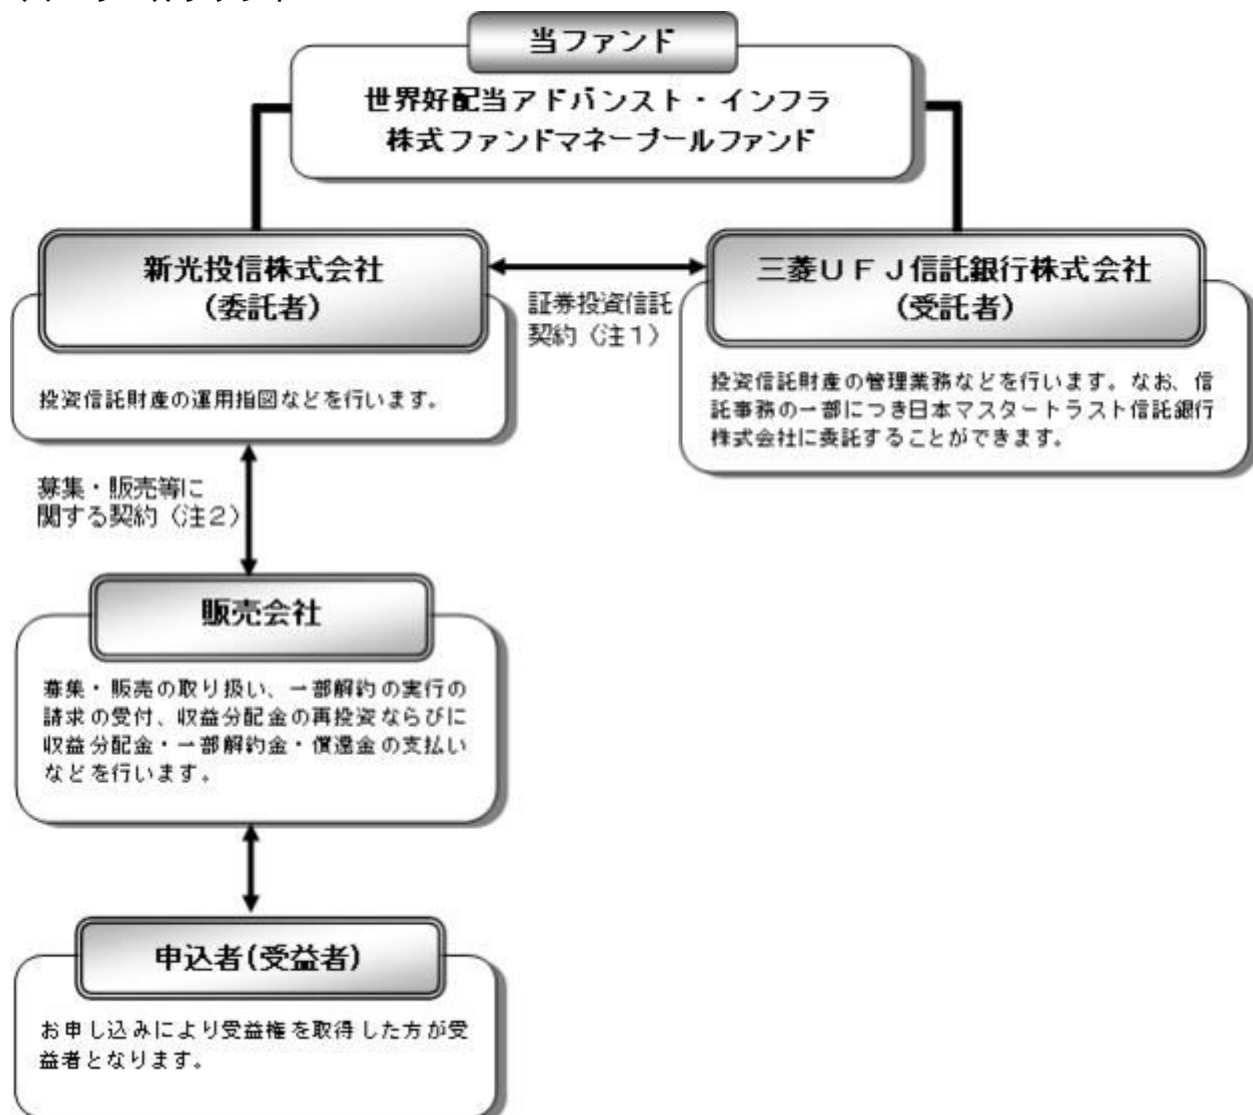 当ファンド
世界好配当アドバンスト・インフラ
株式ファンドマネープールファンド
新光投信株式会社
(委託者)
投資信託財産の運用指図などを行います。
証券投資信託
契約（注１）
三菱ＵＦＪ信託銀行株式会社
(受託者)
投資信託財産の管理業務などを行います。なお、信
託事務の一部につき日本マスタートラスト信託銀行
株式会社に委託することができます。
募集・販売等に
関する契約（注２）
販売会社
募集・販売の取り扱い、一部解約の実行の
請求の受付、収益分配金の再投資ならびに
収益分配金・一部解約金・償還金の支払い
などを行います。
申込者(受益者)
お申し込みにより受益権を取得した方が受
益者となります。